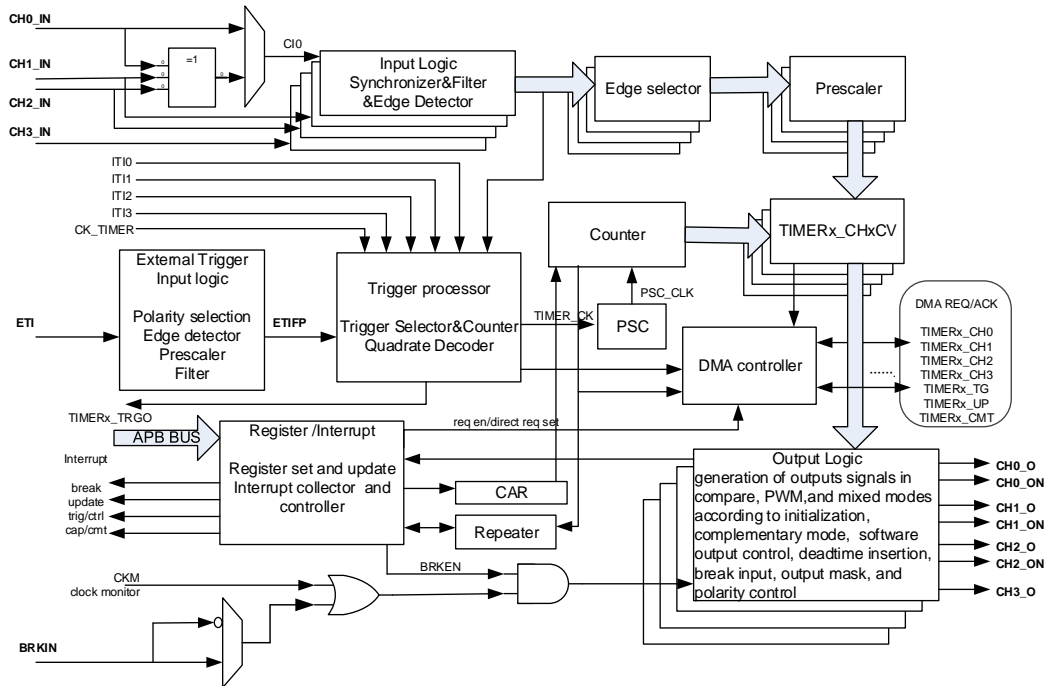 CH0_IN
CH1_IN
CH2_IN
CH3_IN
=1
CI0
Input Logic
Synchronizer&Filter
&Edge Detector
Edge selector
Prescaler
ITI0
ITI1
ITI2
ITI3
CK_TIMER
Counter
TIMERx_CHxCV
External Trigger
Input logic
Polarity selection
Edge detector
Prescaler
Filter
ETI
ETIFP
Trigger processor
Trigger Selector&Counter
Quadrate Decoder
TIMER_CK
PSC_CLK
PSC
DMA controller
DMA REQ/ACK
TIMERx_CH0
TIMERx_CH1
TIMERx_CH2
TIMERx_CH3
TIMERx_TG
TIMERx_UP
TIMERx_CMT
.......
TIMERx_TRGO
APB BUS
Register /Interrupt
Register set and update
Interrupt collector and
controller
req en/direct req set
Interrupt
break
update
trig/ctrl
cap/cmt
CAR
Repeater
Output Logic
generation of outputs signals in
compare, PWM,and mixed modes
according to initialization,
complementary mode, software
output control, deadtime insertion,
break input, output mask, and
polarity control
CH0_O
CH0_ON
CH1_O
CH1_ON
CH2_O
CH2_ON
CH3_O
BRKEN
CKM
clock monitor
BRKIN